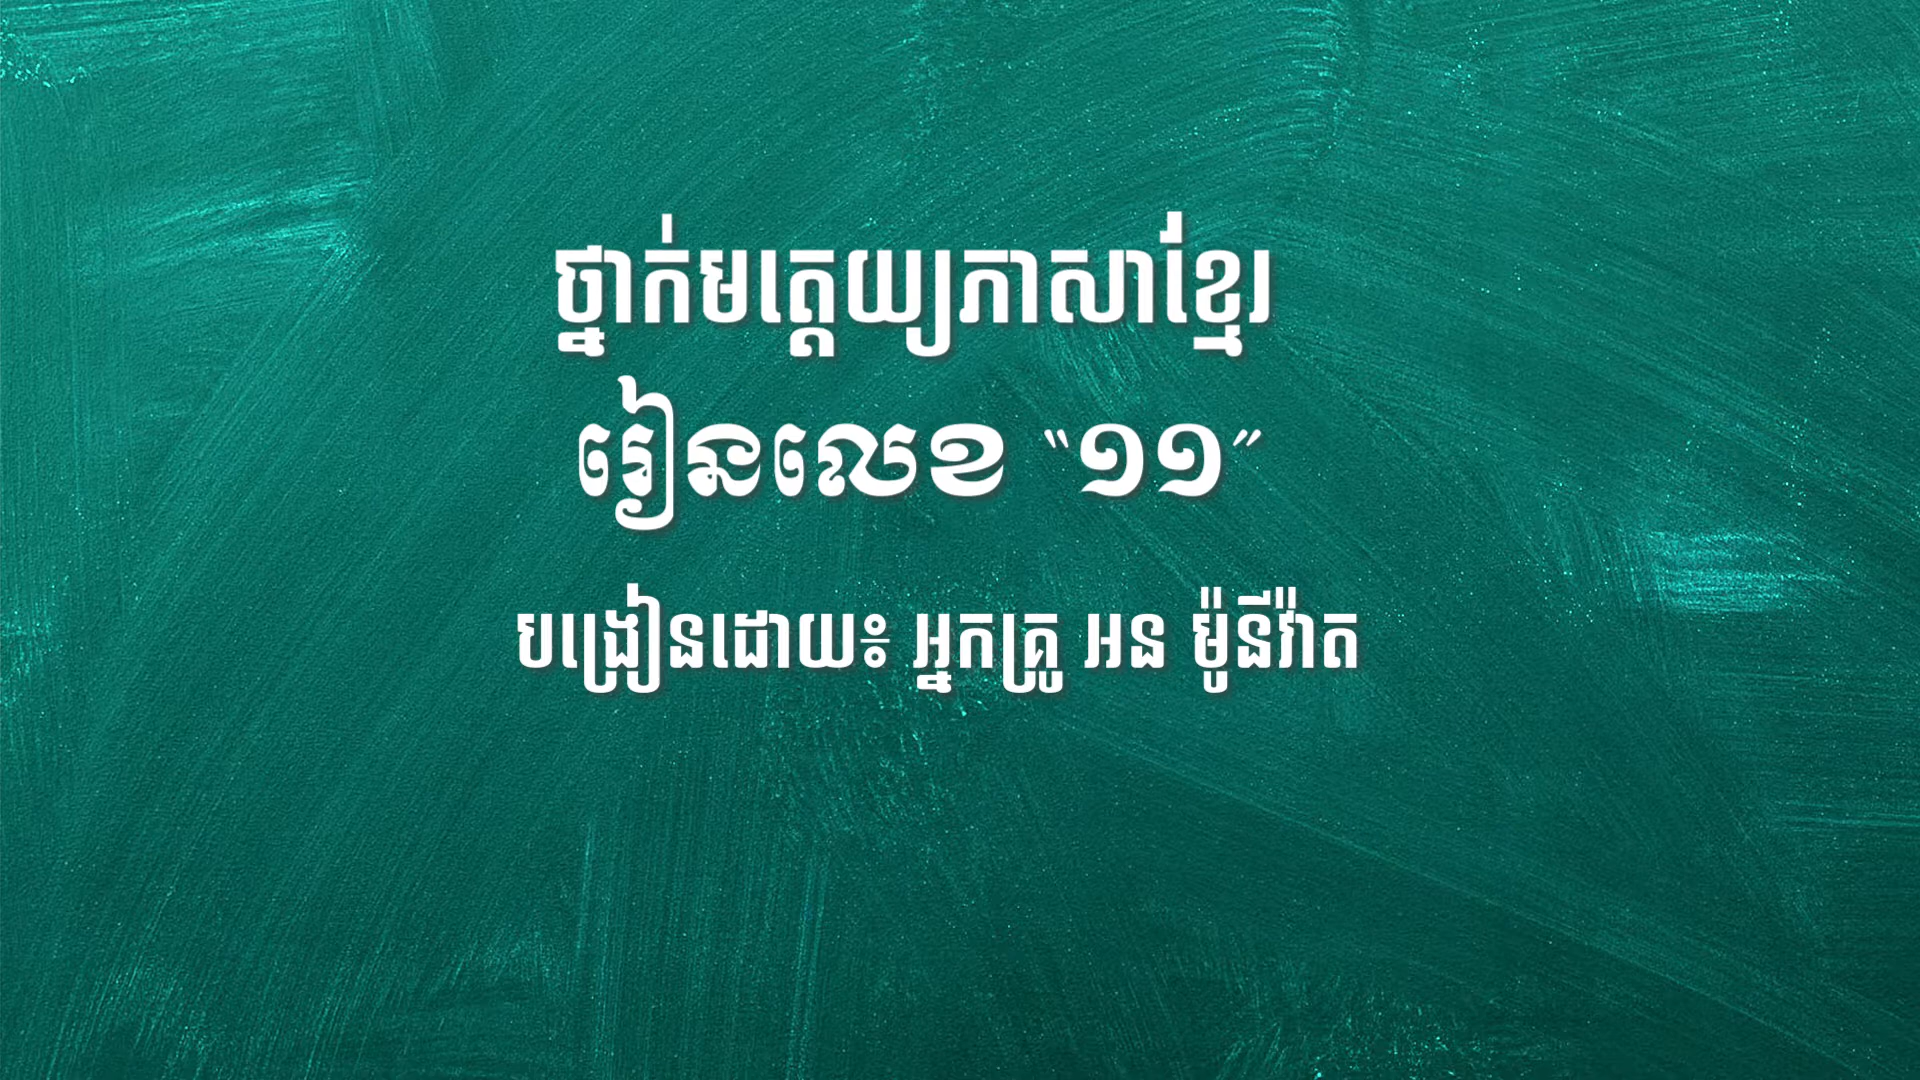 ថ្នាក់មត្តេយ្យភាសាខ្មែរ
រៀនលេខ “១១”
បង្រៀនដោយ៖ អ្នកគ្រូ អន ម៉ូនីវ៉ាត